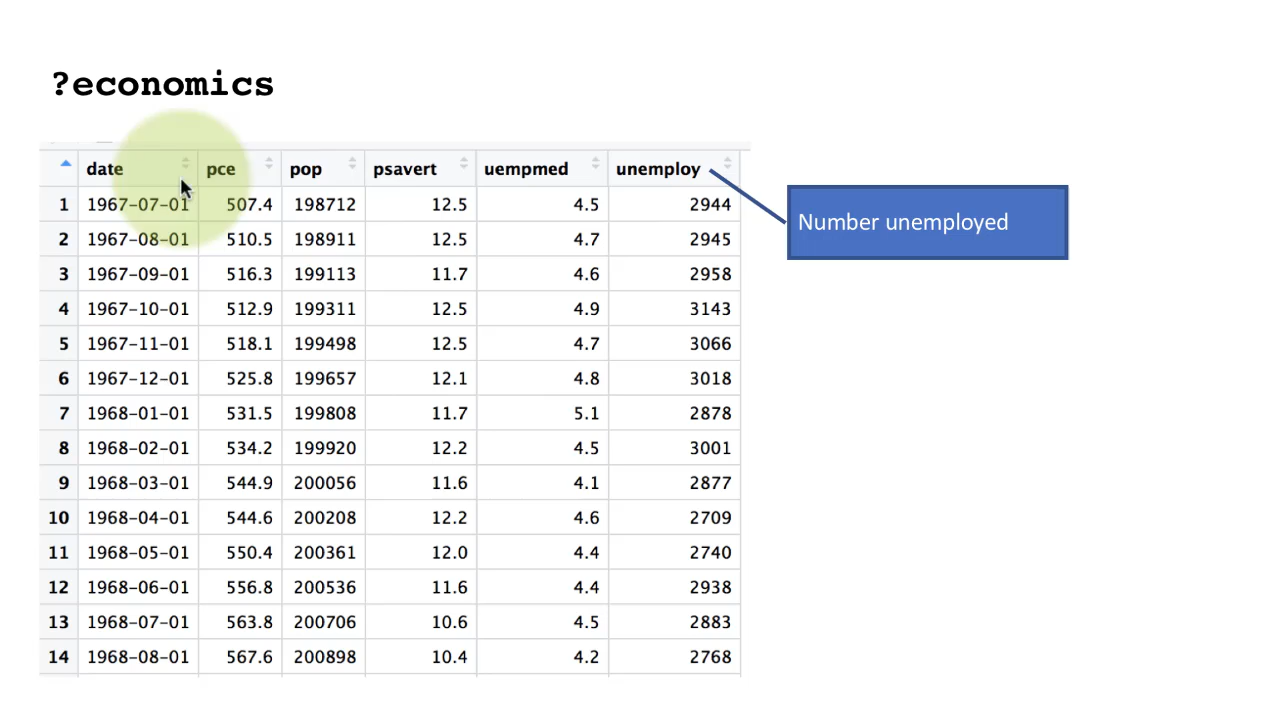 ?economics
date pce pop psavert uempmed unemploy
Number unemployed
1 1967-07-01 507.4 198712 12.5 4.5 2944
2 1967-08-01 510.5 198911 12.5 4.7 2945
3 1967-09-01 516.3 199113 11.7 4.6 2958
4 1967-10-01 512.9 199311 12.5 4.9 3143
5 1967-11-01 518.1 199498 12.5 4.7 3066
6 1967-12-01 525.8 199657 12.1 4.8 3018
7 1968-01-01 531.5 199808 11.7 5.1 2878
8 1968-02-01 534.2 199920 12.2 4.5 3001
9 1968-03-01 544.9 200056 11.6 4.1 2877
10 1968-04-01 544.6 200208 12.2 4.6 2709
11 1968-05-01 550.4 200361 12.0 4.4 2740
12 1968-06-01 556.8 200536 11.6 4.4 2938
13 1968-07-01 563.8 200706 10.6 4.5 2883
14 1968-08-01 567.6 200898 10.4 4.2 2768